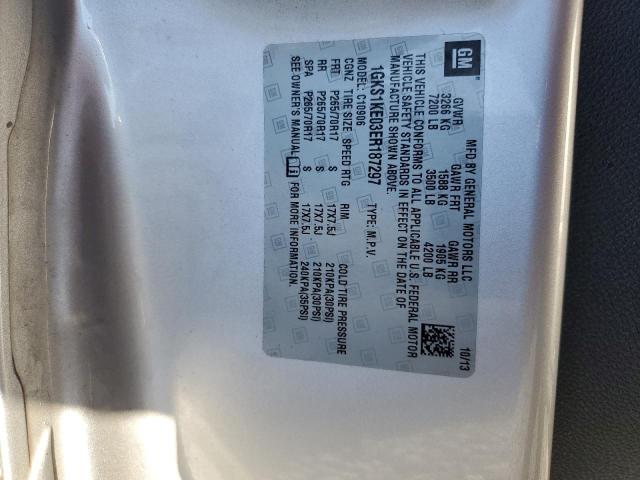 GM
MFD BY GENERAL MOTORS LLC
10/13
GVWR GAWR FRT GAWR RR
3266 KG 1588 KG 1905 KG
7200 LB 3500 LB 4200 LB
THIS VEHICLE CONFORMS TO ALL APPLICABLE U.S. FEDERAL MOTOR
VEHICLE SAFETY STANDARDS IN EFFECT ON THE DATE OF
MANUFACTURE SHOWN ABOVE.
1GKS1KE03ER187297 TYPE: M.P.V.
MODEL: C10906
CGNZ TIRE SIZE SPEED RTG RIM COLD TIRE PRESSURE
FRT P265/70R17 S 17X7.5J 210KPA(30PSI)
RR P265/70R17 S 17X7.5J 210KPA(30PSI)
SPA P265/70R17 S 17X7.5J 240KPA(35PSI)
SEE OWNER'S MANUAL FOR MORE INFORMATION.